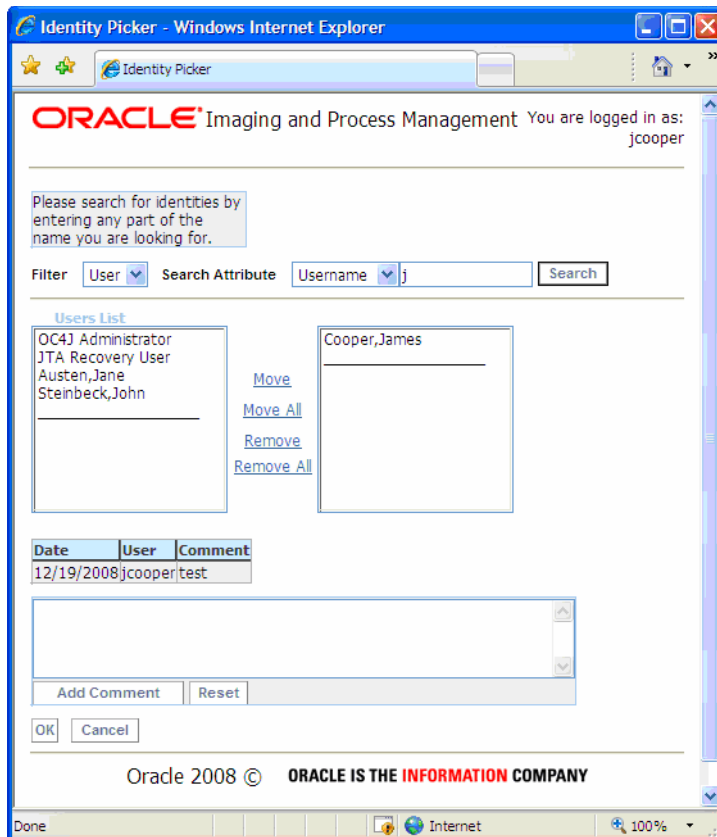 Identity Picker - Windows Internet Explorer
Identity Picker
»
ORACLE® Imaging and Process Management You are logged in as:
jcooper
Please search for identities by
entering any part of the
name you are looking for.
Filter User Search Attribute Username j Search
Users List
OC4J Administrator
JTA Recovery User
Austen,Jane
Steinbeck,John
Cooper,James
Move
Move All
Remove
Remove All
Date User Comment
12/19/2008 jcooper test
Add Comment Reset
OK Cancel
Oracle 2008 © ORACLE IS THE INFORMATION COMPANY
Done Internet 100%